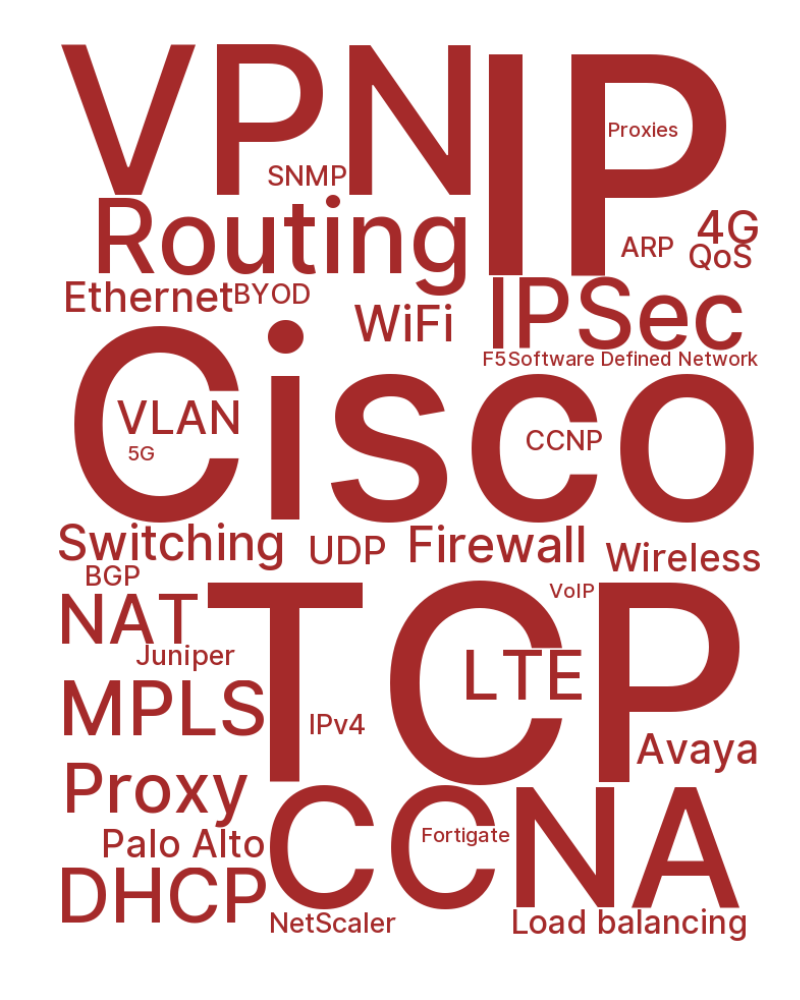 VPN
IP
Proxies
SNMP
Routing
ARP
4G
QoS
Ethernet
BYOD
WiFi
IPSec
F5
Software Defined Network
Cisco
VLAN
CCNP
5G
Switching
UDP
Firewall
Wireless
BGP
VoIP
NAT
TCP
Juniper
LTE
MPLS
IPv4
Avaya
Proxy
CCNA
Palo Alto
Fortigate
DHCP
NetScaler
Load balancing